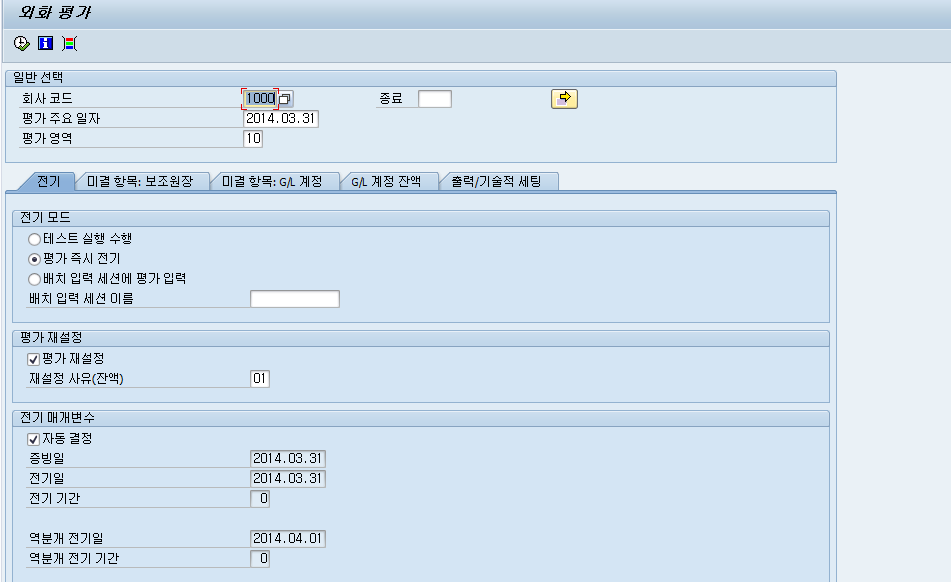 외화 평가
일반 선택
회사 코드 1000 종료
평가 주요 일자 2014.03.31
평가 영역 10
전기 미결 항목: 보조원장 미결 항목: G/L 계정 G/L 계정 잔액 출력/기술적 세팅
전기 모드
테스트 실행 수행
평가 즉시 전기
배치 입력 세션에 평가 입력
배치 입력 세션 이름
평가 재설정
평가 재설정
재설정 사유(잔액) 01
전기 매개변수
자동 결정
증빙일 2014.03.31
전기일 2014.03.31
전기 기간 0
역분개 전기일 2014.04.01
역분개 전기 기간 0